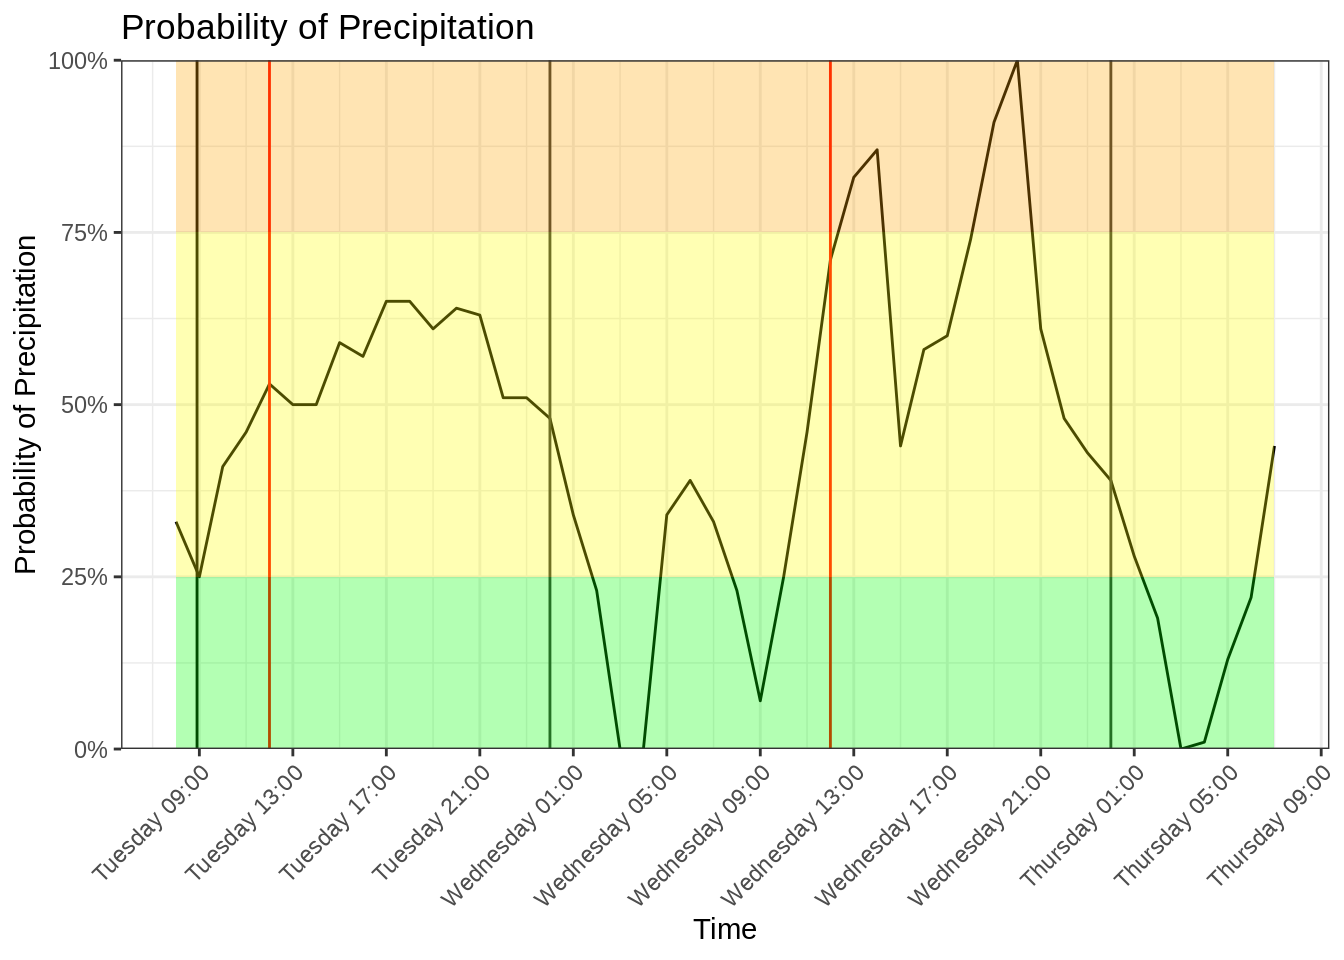 Probability of Precipitation
Probability of Precipitation
100%
75%
50%
25%
0%
Tuesday 09:00
Tuesday 13:00
Tuesday 17:00
Tuesday 21:00
Wednesday 01:00
Wednesday 05:00
Wednesday 09:00
Wednesday 13:00
Wednesday 17:00
Wednesday 21:00
Thursday 01:00
Thursday 05:00
Thursday 09:00
Time